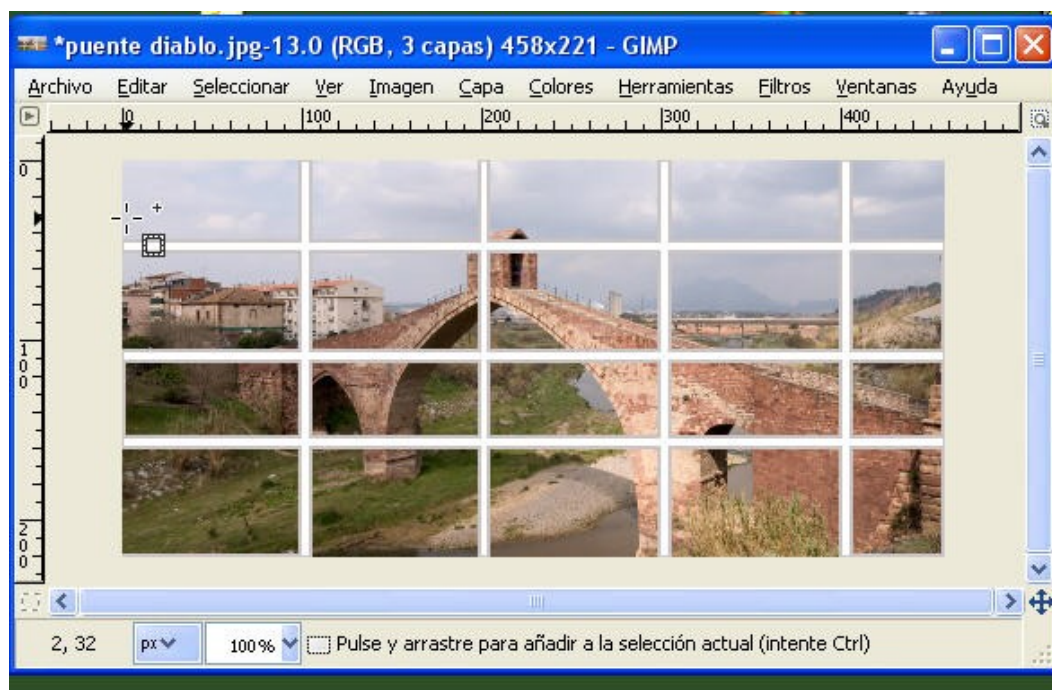 *puente diablo.jpg-13.0 (RGB, 3 capas) 458x221 - GIMP
Archivo Editar Seleccionar Ver Imagen Capa Colores Herramientas Filtros Ventanas Ayuda
0 100 200 300 400
0
100
200
2, 32 px 100% Pulse y arrastre para añadir a la selección actual (intente Ctrl)